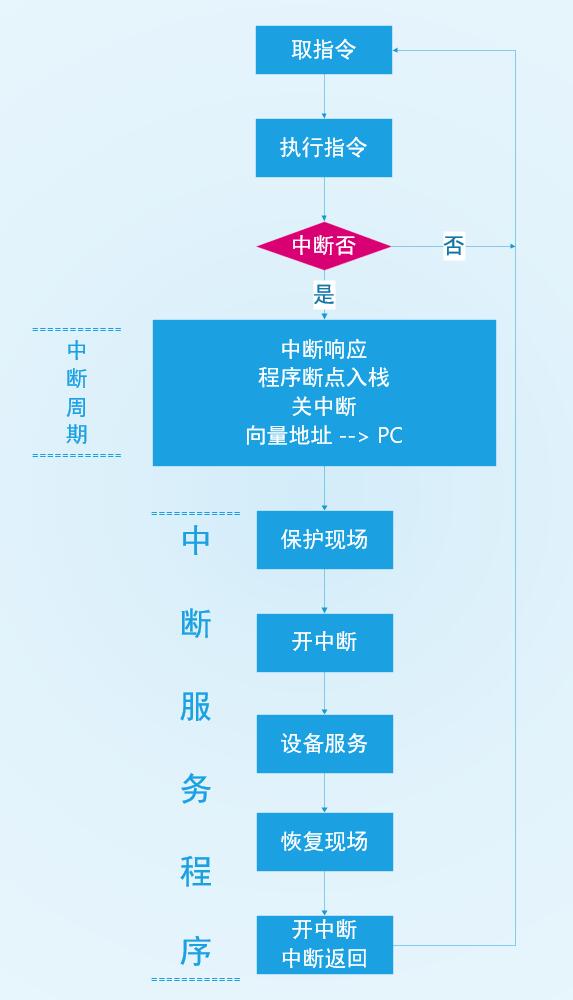 取指令
执行指令
中断否
否
是
============
中
断
周
期
============
中断响应
程序断点入栈
关中断
向量地址 --> PC
============
中
断
服
务
程
序
============
保护现场
开中断
设备服务
恢复现场
开中断
中断返回